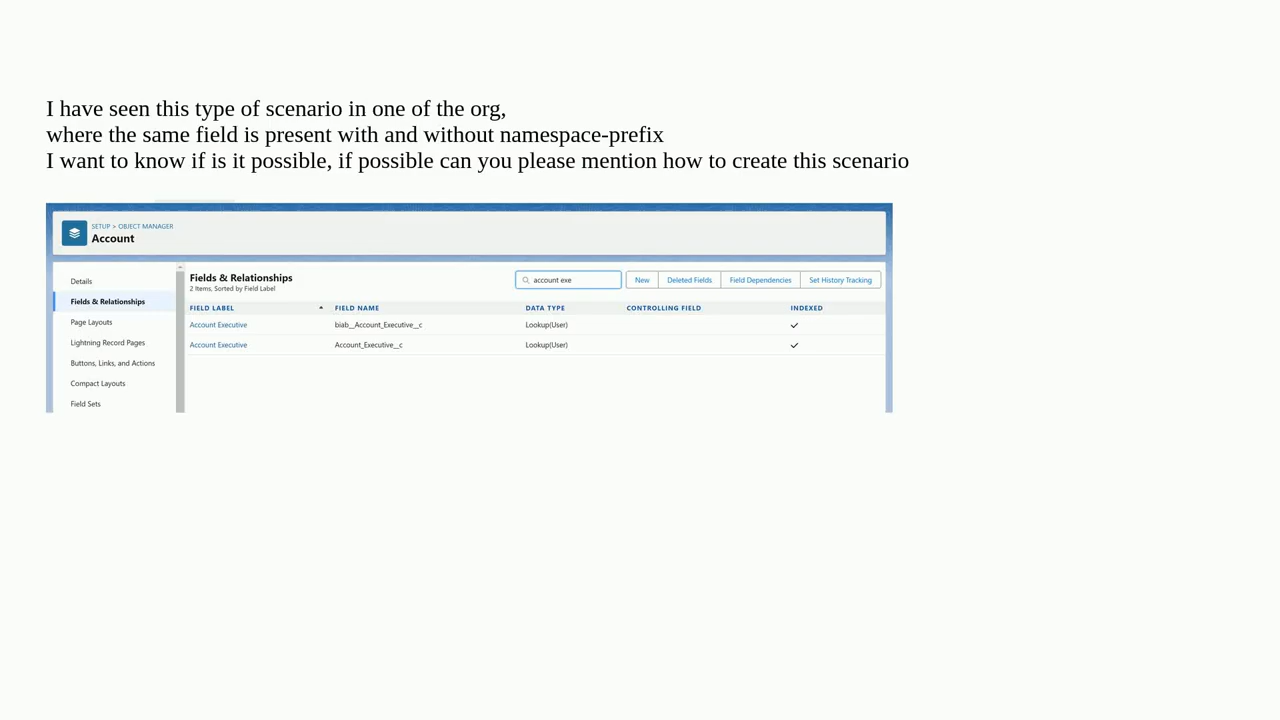 I have seen this type of scenario in one of the org,
where the same field is present with and without namespace-prefix
I want to know if is it possible, if possible can you please mention how to create this scenario
SETUP > OBJECT MANAGER
Account
Details
Fields & Relationships
Page Layouts
Lightning Record Pages
Buttons, Links, and Actions
Compact Layouts
Field Sets
Fields & Relationships
2 Items, Sorted by Field Label
account exe
New
Deleted Fields
Field Dependencies
Set History Tracking
FIELD LABEL FIELD NAME DATA TYPE CONTROLLING FIELD INDEXED
Account Executive biab__Account_Executive__c Lookup(User)
Account Executive Account_Executive__c Lookup(User)